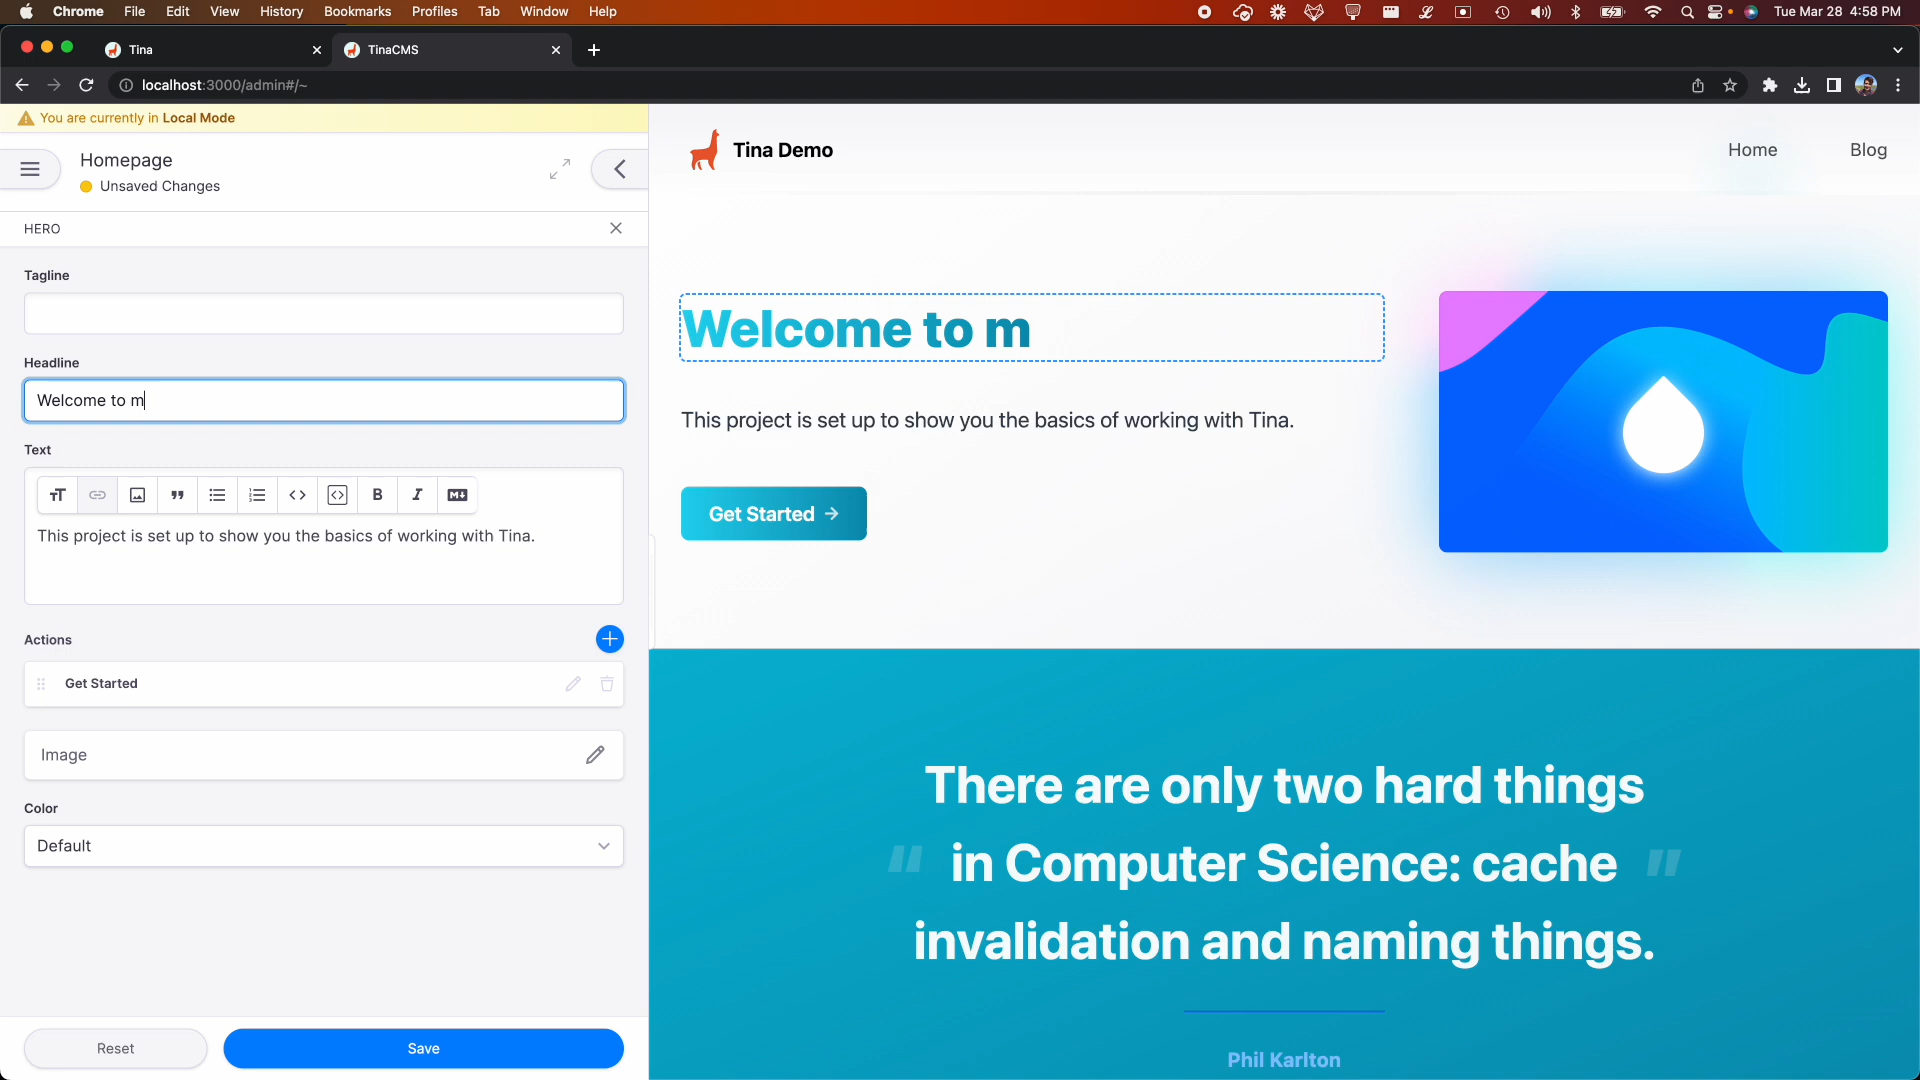 Chrome File Edit View History Bookmarks Profiles Tab Window Help Tue Mar 28 4:58 PM
Tina
TinaCMS
localhost:3000/admin#/~
You are currently in Local Mode
Homepage
Unsaved Changes
HERO
Tagline
Headline
Welcome to m
Text
This project is set up to show you the basics of working with Tina.
Actions
Get Started
Image
Color
Default
Reset
Save
Tina Demo
Home
Blog
Welcome to m
This project is set up to show you the basics of working with Tina.
Get Started →
There are only two hard things
" in Computer Science: cache "
invalidation and naming things.
Phil Karlton